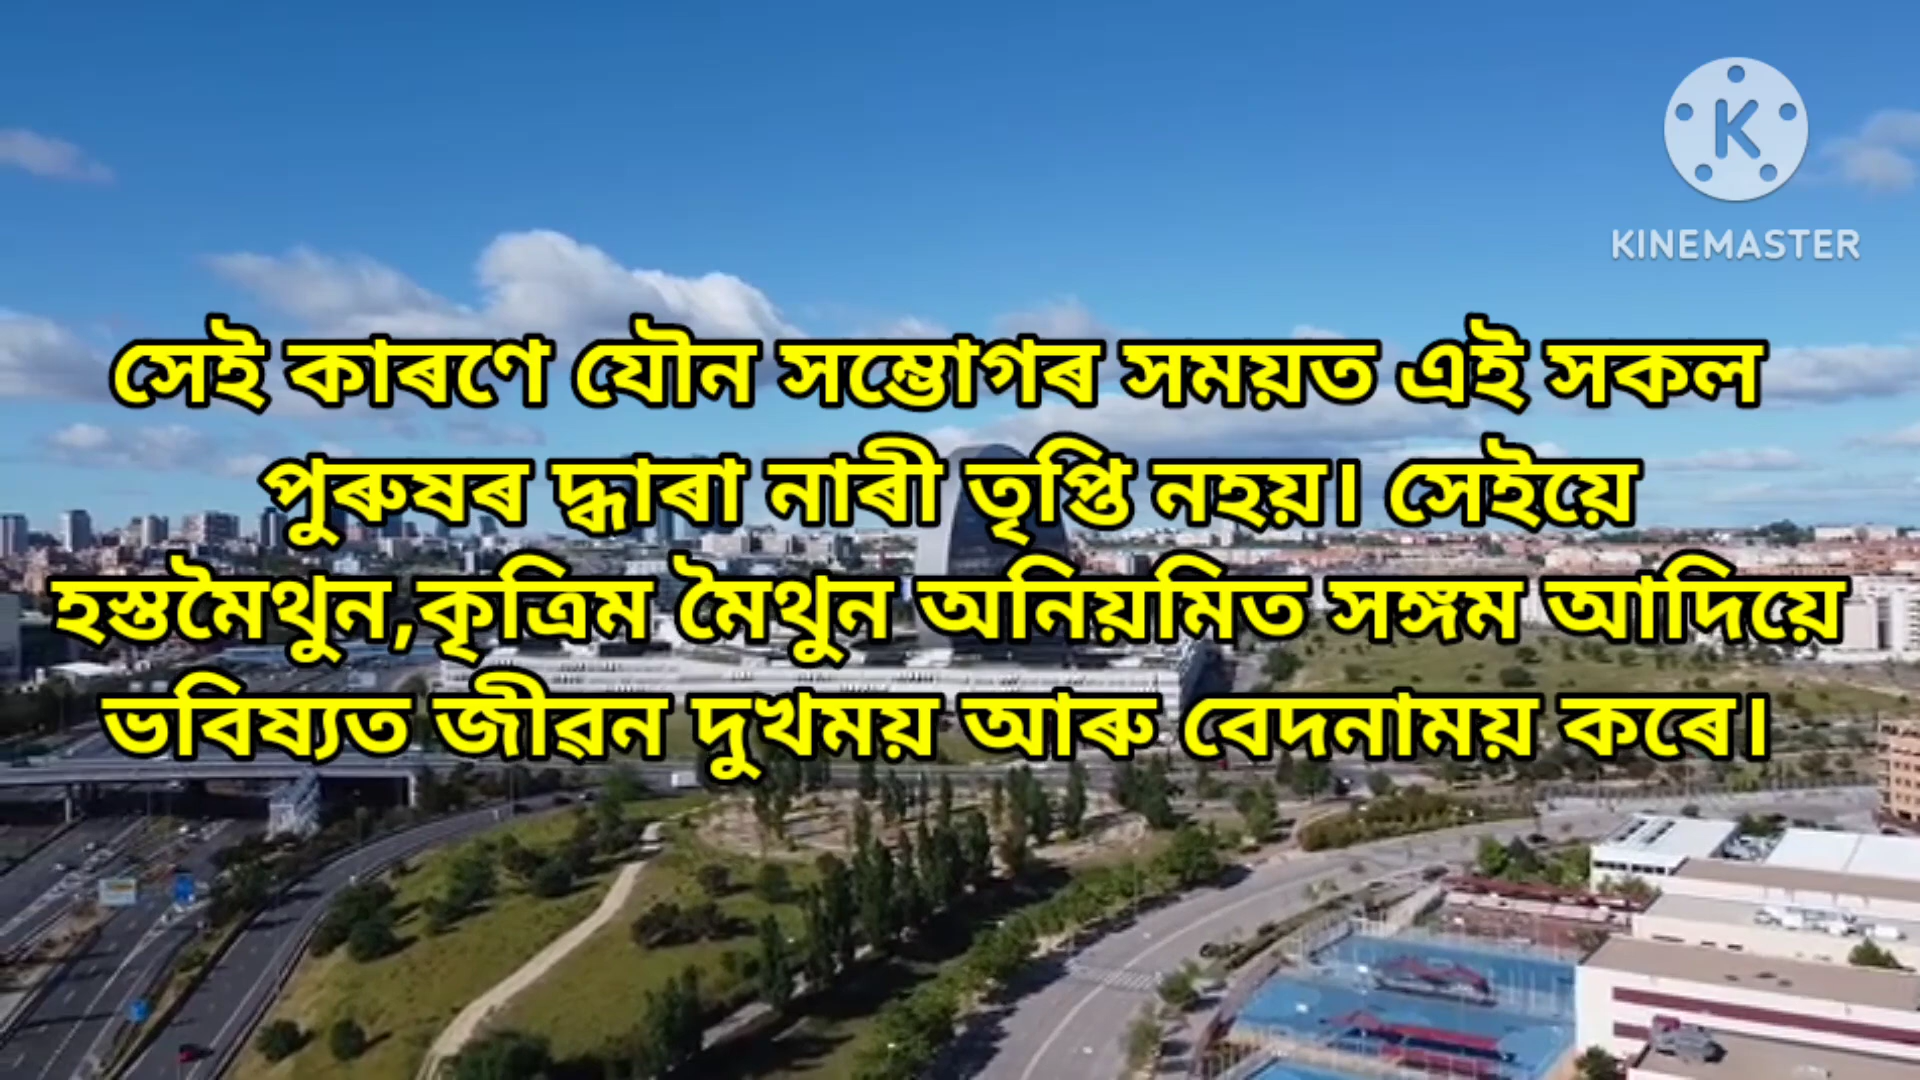 KINEMASTER
সেই কাৰণে যৌন সম্ভোগৰ সময়ত এই সকল
পুৰুষৰ দ্ধাৰা নাৰী তৃপ্তি নহয়। সেইয়ে
হস্তমৈথুন,কৃত্ৰিম মৈথুন অনিয়মিত সঙ্গম আদিয়ে
ভবিষ্যত জীৱন দুখময় আৰু বেদনাময় কৰে।